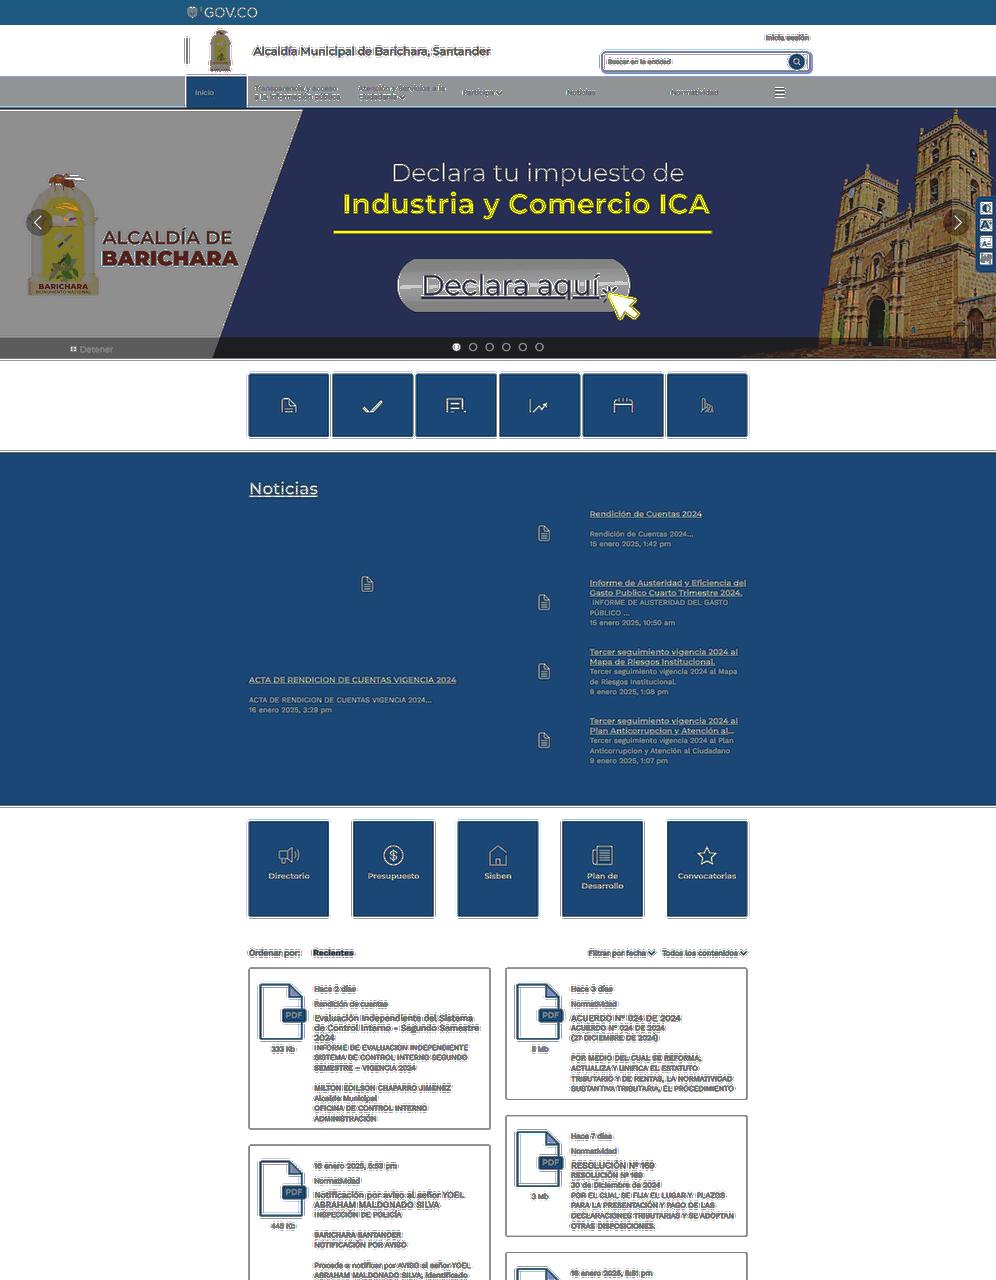 GOV.CO
Inicia sesión
Alcaldía Municipal de Barichara, Santander
Buscar en la entidad
Inicio
Transparencia y acceso
Atención y Servicios a la
Participa
Noticias
Normatividad
Declara tu impuesto de
Industria y Comercio ICA
Declara aquí
ALCALDÍA DE
BARICHARA
BARICHARA
MONUMENTO NACIONAL
Detener
Noticias
ACTA DE RENDICION DE CUENTAS VIGENCIA 2024
ACTA DE RENDICION DE CUENTAS VIGENCIA 2024...
16 enero 2025, 3:29 pm
Rendición de Cuentas 2024
Rendición de Cuentas 2024...
15 enero 2025, 1:42 pm
Informe de Austeridad y Eficiencia del
Gasto Publico Cuarto Trimestre 2024.
INFORME DE AUSTERIDAD DEL GASTO
PÚBLICO ...
15 enero 2025, 10:50 am
Tercer seguimiento vigencia 2024 al
Mapa de Riesgos Institucional.
Tercer seguimiento vigencia 2024 al Mapa
de Riesgos Institucional.
9 enero 2025, 1:08 pm
Tercer seguimiento vigencia 2024 al
Plan Anticorrupcion y Atención al...
Tercer seguimiento vigencia 2024 al Plan
Anticorrupcion y Atención al Ciudadano
9 enero 2025, 1:07 pm
Directorio
Presupuesto
Sisben
Plan de
Desarrollo
Convocatorias
Ordenar por: Recientes
Filtrar por fecha Todos los contenidos
PDF
333 Kb
Hace 2 días
Rendición de cuentas
Evaluación Independiente del Sistema
de Control Interno – Segundo Semestre
2024
INFORME DE EVALUACIÓN INDEPENDIENTE
SISTEMA DE CONTROL INTERNO SEGUNDO
SEMESTRE – VIGENCIA 2024
MILTON EDILSON CHAPARRO JIMENEZ
Alcalde Municipal
OFICINA DE CONTROL INTERNO
ADMINISTRACIÓN
PDF
446 Kb
16 enero 2025, 5:53 pm
Normatividad
Notificación por aviso al señor YOEL
ABRAHAM MALDONADO SILVA
INSPECCIÓN DE POLICÍA
BARICHARA SANTANDER
NOTIFICACIÓN POR AVISO
Procede a notificar por AVISO al señor YOEL
ABRAHAM MALDONADO SILVA, identificado
PDF
9 Mb
Hace 3 días
Normatividad
ACUERDO Nº 024 DE 2024
ACUERDO Nº 024 DE 2024
(27 DICIEMBRE DE 2024)
POR MEDIO DEL CUAL SE REFORMA,
ACTUALIZA Y UNIFICA EL ESTATUTO
TRIBUTARIO Y DE RENTAS, LA NORMATIVIDAD
SUSTANTIVA TRIBUTARIA, EL PROCEDIMIENTO
PDF
3 Mb
Hace 7 días
Normatividad
RESOLUCIÓN Nº 169
RESOLUCIÓN Nº 169
30 de Diciembre de 2024
POR EL CUAL SE FIJA EL LUGAR Y PLAZOS
PARA LA PRESENTACIÓN Y PAGO DE LAS
DECLARACIONES TRIBUTARIAS Y SE ADOPTAN
OTRAS DISPOSICIONES.
PDF
16 enero 2025, 5:51 pm